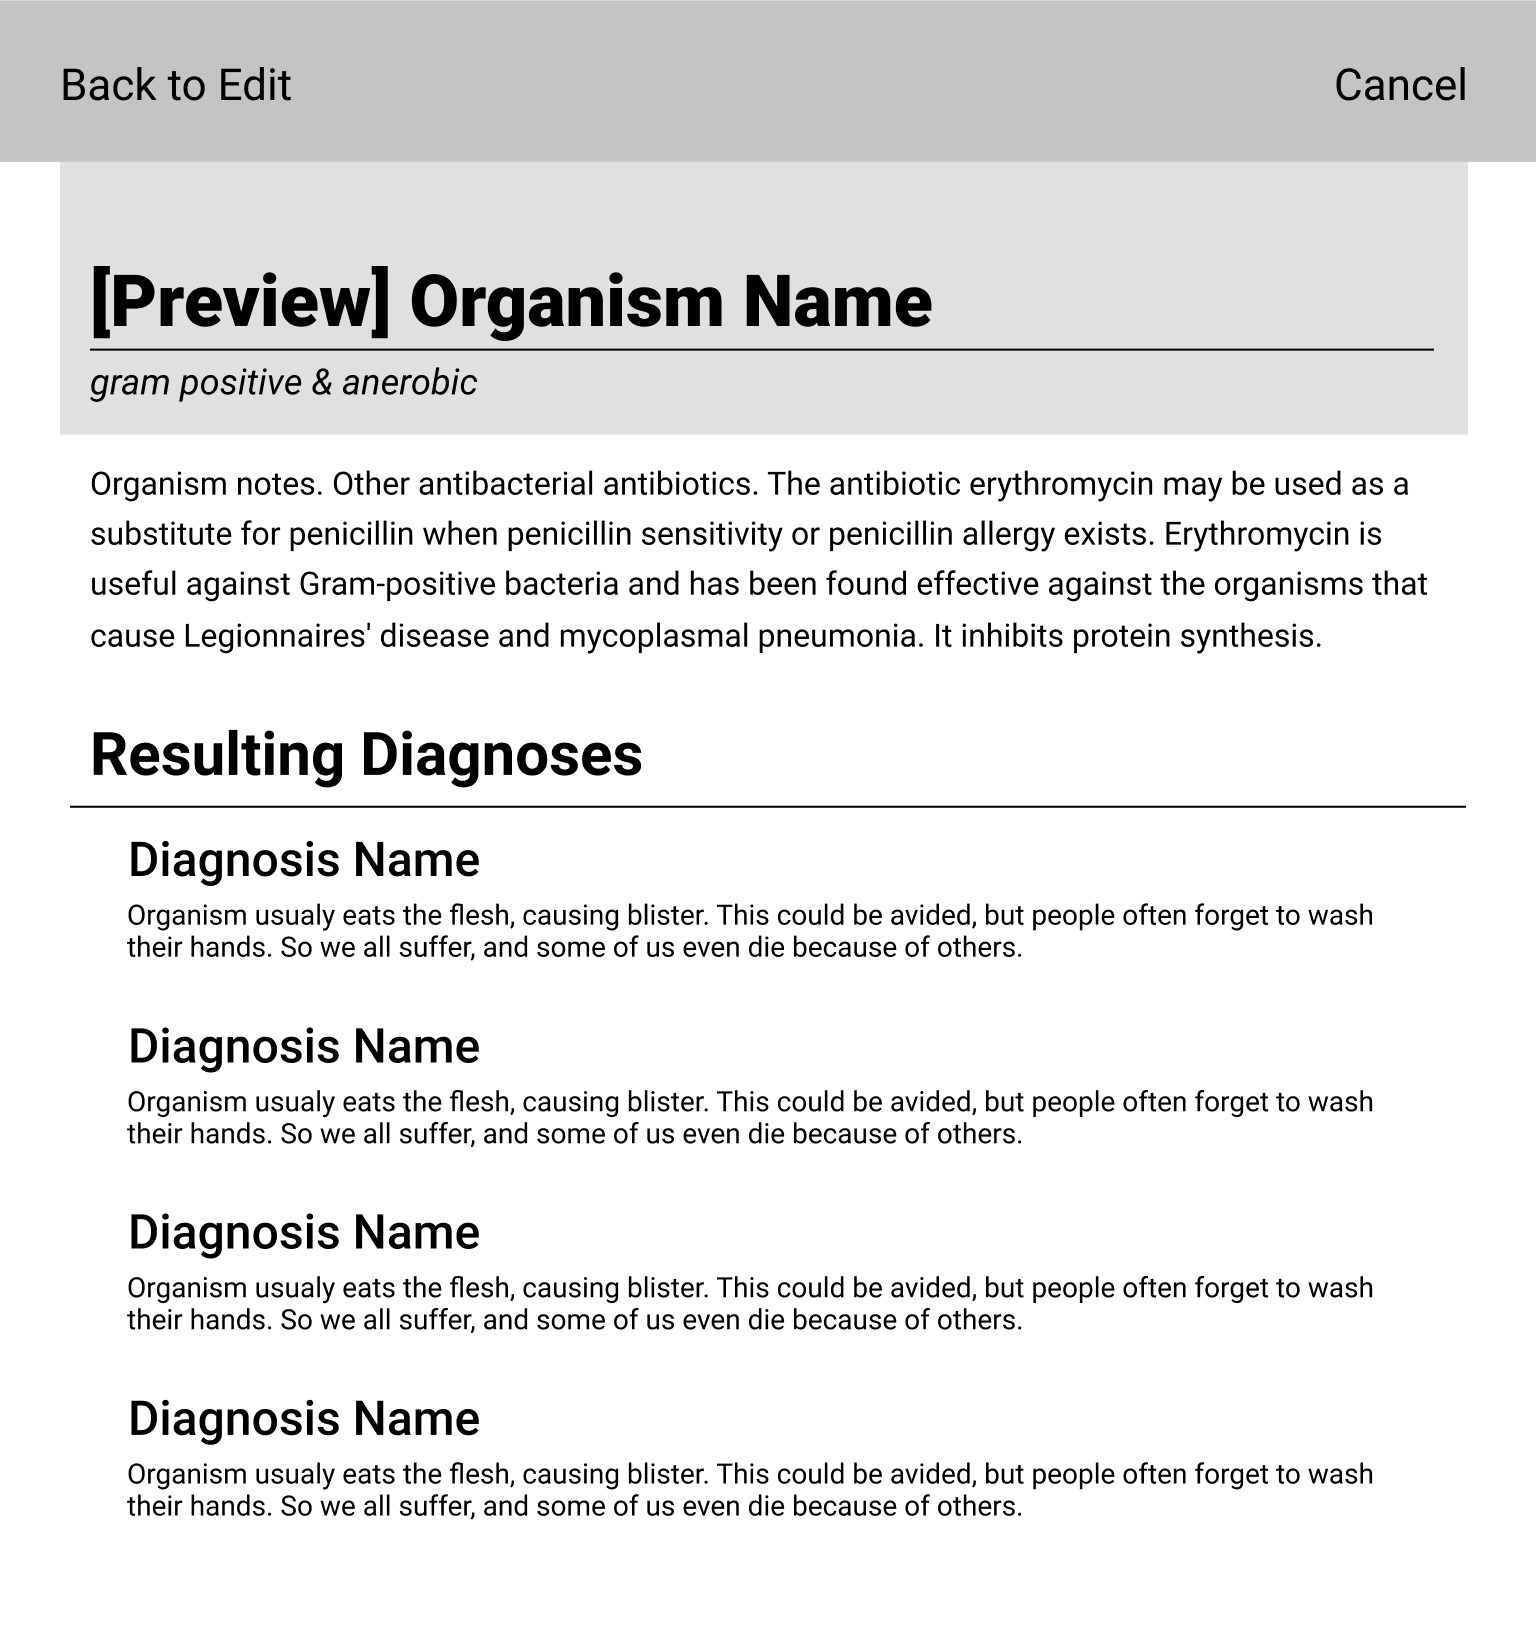 Back to Edit
Cancel
[Preview] Organism Name
gram positive & anerobic
Organism notes. Other antibacterial antibiotics. The antibiotic erythromycin may be used as a
substitute for penicillin when penicillin sensitivity or penicillin allergy exists. Erythromycin is
useful against Gram-positive bacteria and has been found effective against the organisms that
cause Legionnaires' disease and mycoplasmal pneumonia. It inhibits protein synthesis.
Resulting Diagnoses
Diagnosis Name
Organism usualy eats the flesh, causing blister. This could be avided, but people often forget to wash
their hands. So we all suffer, and some of us even die because of others.
Diagnosis Name
Organism usualy eats the flesh, causing blister. This could be avided, but people often forget to wash
their hands. So we all suffer, and some of us even die because of others.
Diagnosis Name
Organism usualy eats the flesh, causing blister. This could be avided, but people often forget to wash
their hands. So we all suffer, and some of us even die because of others.
Diagnosis Name
Organism usualy eats the flesh, causing blister. This could be avided, but people often forget to wash
their hands. So we all suffer, and some of us even die because of others.